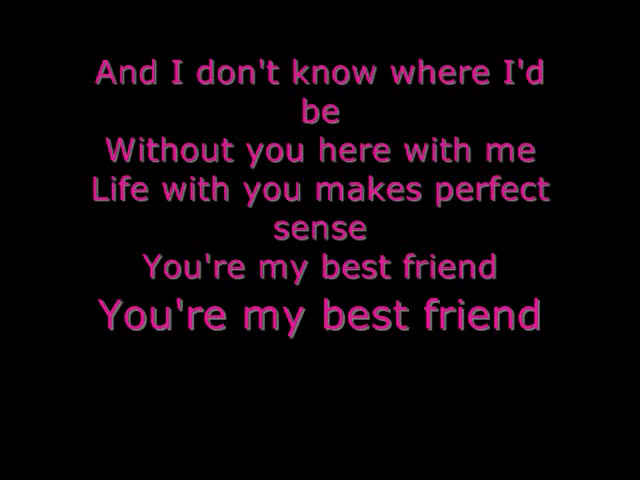 And I don't know where I'd
be
Without you here with me
Life with you makes perfect
sense
You're my best friend
You're my best friend